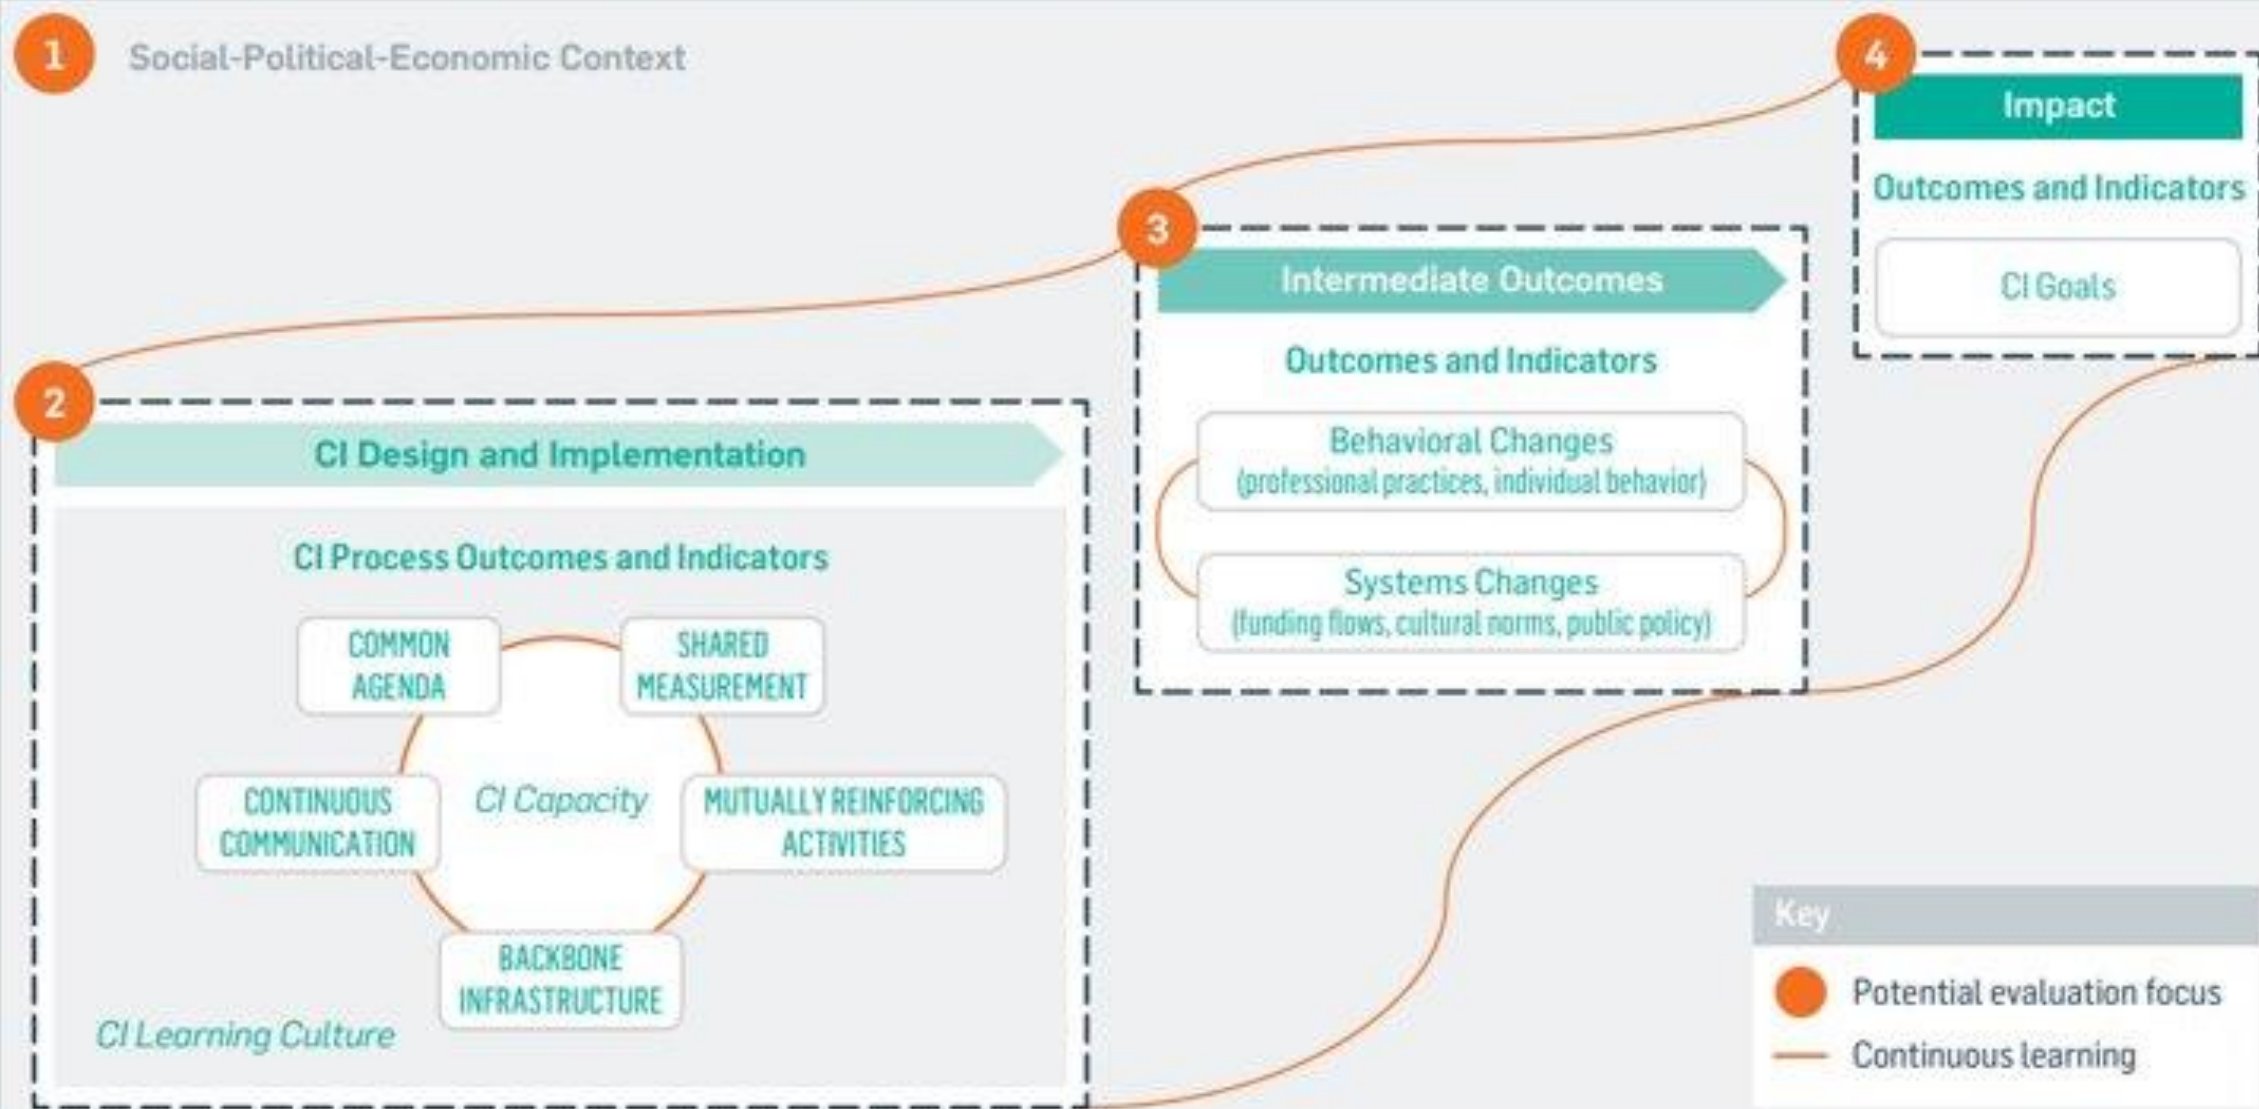 1
Social-Political-Economic Context
4
Impact
Outcomes and Indicators
CI Goals
3
Intermediate Outcomes
Outcomes and Indicators
Behavioral Changes
(professional practices, individual behavior)
Systems Changes
(funding flows, cultural norms, public policy)
2
CI Design and Implementation
CI Process Outcomes and Indicators
COMMON
AGENDA
SHARED
MEASUREMENT
CONTINUOUS
COMMUNICATION
CI Capacity
MUTUALLY REINFORCING
ACTIVITIES
BACKBONE
INFRASTRUCTURE
CI Learning Culture
Key
Potential evaluation focus
Continuous learning